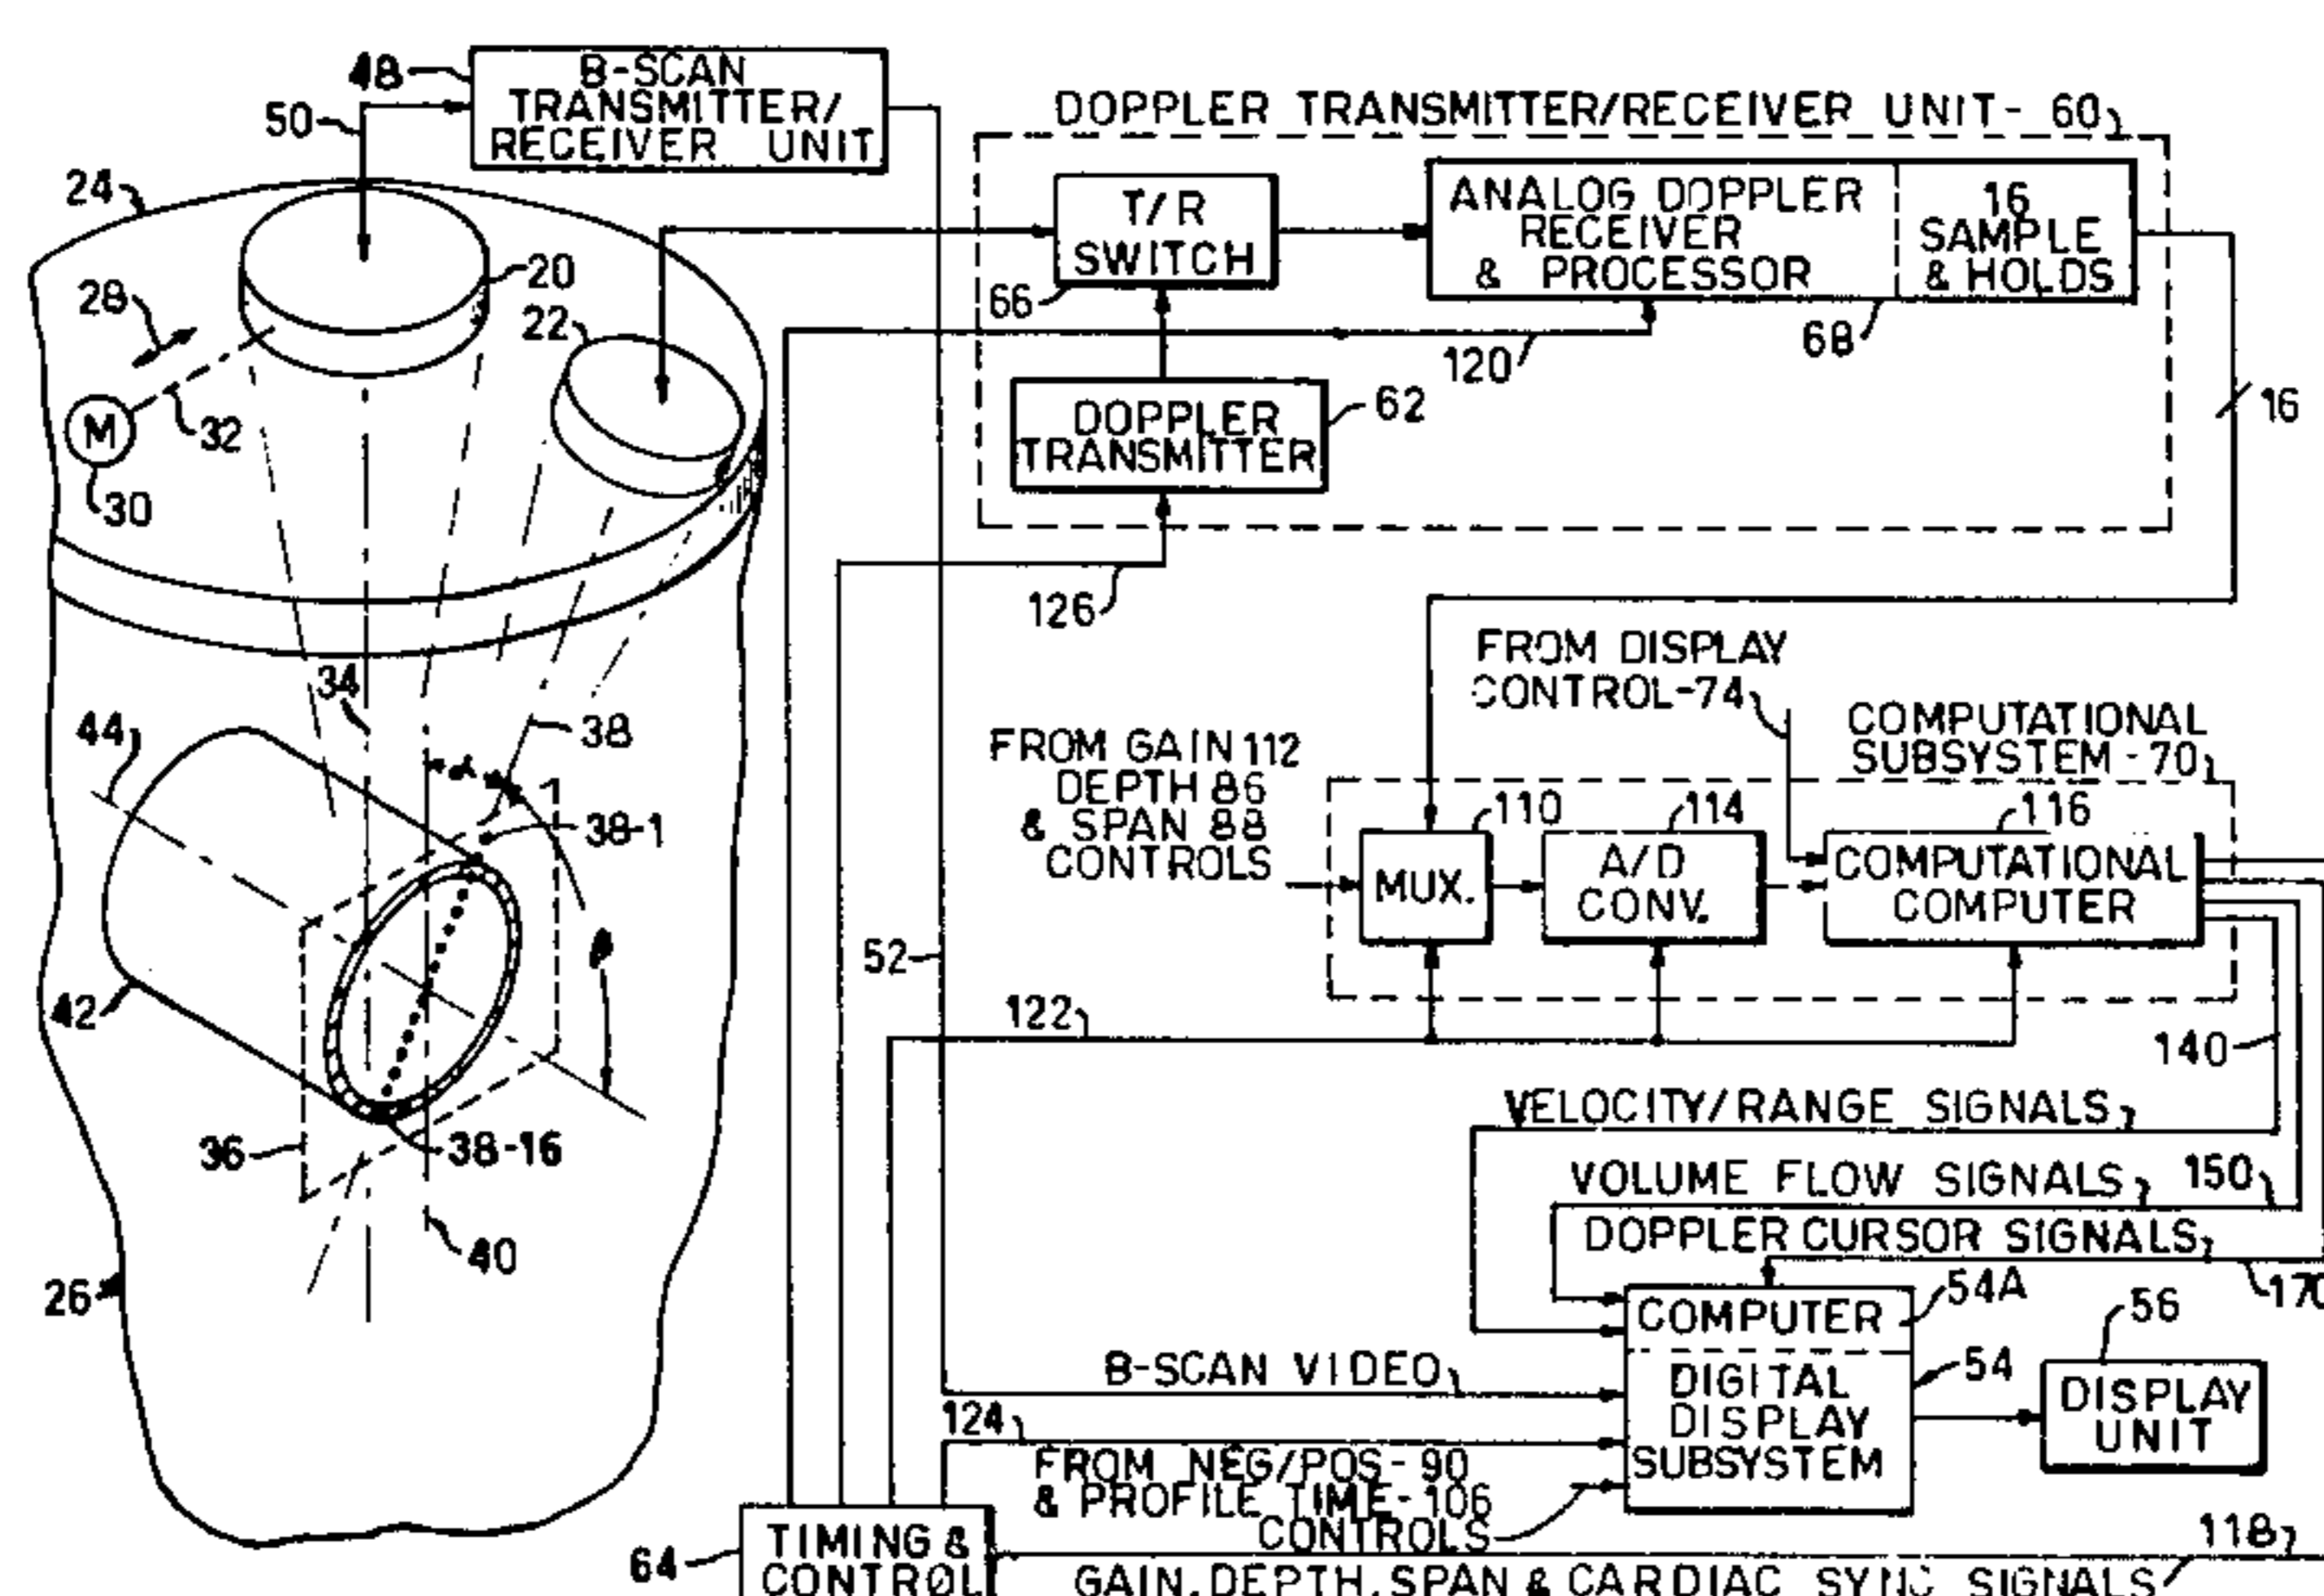 48
B-SCAN
TRANSMITTER/
RECEIVER UNIT
50
24
20
28
22
M
32
30
DOPPLER TRANSMITTER/RECEIVER UNIT - 60
T/R
SWITCH
66
ANALOG DOPPLER
RECEIVER
& PROCESSOR
16
SAMPLE
& HOLDS
68
120
DOPPLER
TRANSMITTER
62
16
126
34
44
38
α
38-1
β
42
36
38-16
40
26
52
FROM DISPLAY
CONTROL-74
COMPUTATIONAL
SUBSYSTEM-70
FROM GAIN 112
DEPTH 86
& SPAN 88
CONTROLS
110
MUX.
114
A/D
CONV.
116
COMPUTATIONAL
COMPUTER
122
140
VELOCITY/RANGE SIGNALS
VOLUME FLOW SIGNALS
150
DOPPLER CURSOR SIGNALS
170
COMPUTER
54A
B-SCAN VIDEO
DIGITAL
DISPLAY
SUBSYSTEM
54
56
DISPLAY
UNIT
124
FROM NEG/POS-90
& PROFILE TIME-106
CONTROLS
64
TIMING &
CONTROL
118
GAIN, DEPTH, SPAN & CARDIAC SYNC SIGNALS